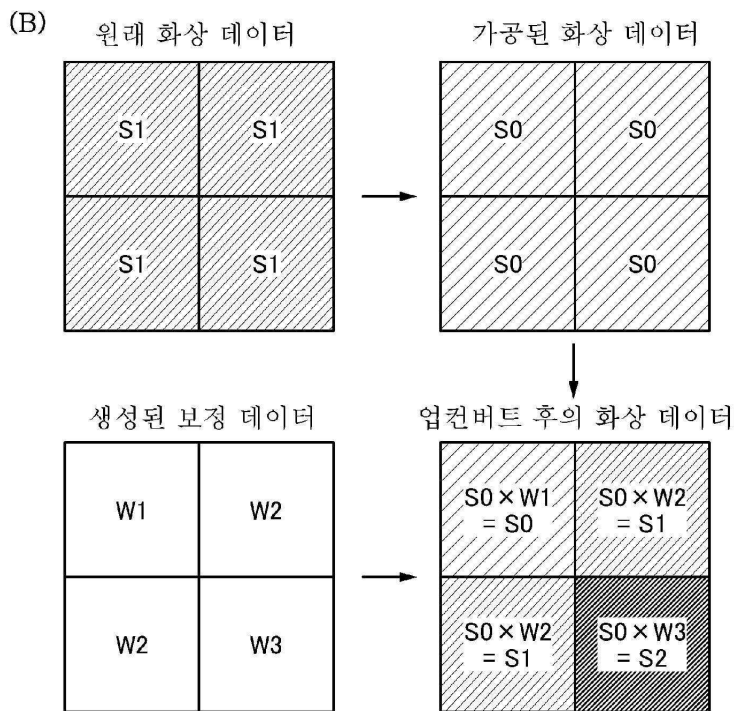 (B)
원래 화상 데이터
가공된 화상 데이터
S1
S1
S1
S1
S0
S0
S0
S0
생성된 보정 데이터
업컨버트 후의 화상 데이터
W1
W2
W2
W3
S0×W1
=S0
S0×W2
=S1
S0×W2
=S1
S0×W3
=S2